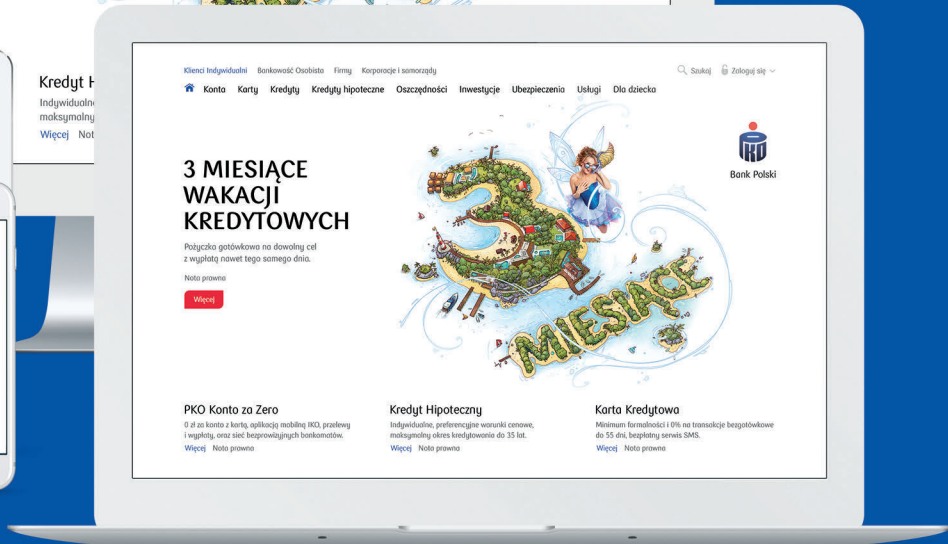 Kredyt H
Indywidualn
maksymalny
Więcej Not
Klienci Indywidualni Bankowość Osobista Firmy Korporacje i samorządy
Szukaj Zaloguj się
Konta Karty Kredyty Kredyty hipoteczne Oszczędności Inwestycje Ubezpieczenia Usługi Dla dziecka
PKO
Bank Polski
3 MIESIĄCE
WAKACJI
KREDYTOWYCH
Pożyczka gotówkowa na dowolny cel
z wypłatą nawet tego samego dnia.
Nota prawna
Więcej
3
MIESIĄCE
PKO Konto za Zero
0 zł za konto z kartą, aplikacją mobilną IKO, przelewy
i wypłaty, oraz sieć bezprowizyjnych bankomatów.
Więcej Nota prawna
Kredyt Hipoteczny
Indywidualne, preferencyjne warunki cenowe,
maksymalny okres kredytowania do 35 lat.
Więcej Nota prawna
Karta Kredytowa
Minimum formalności i 0% na transakcje bezgotówkowe
do 55 dni, bezpłatny serwis SMS.
Więcej Nota prawna